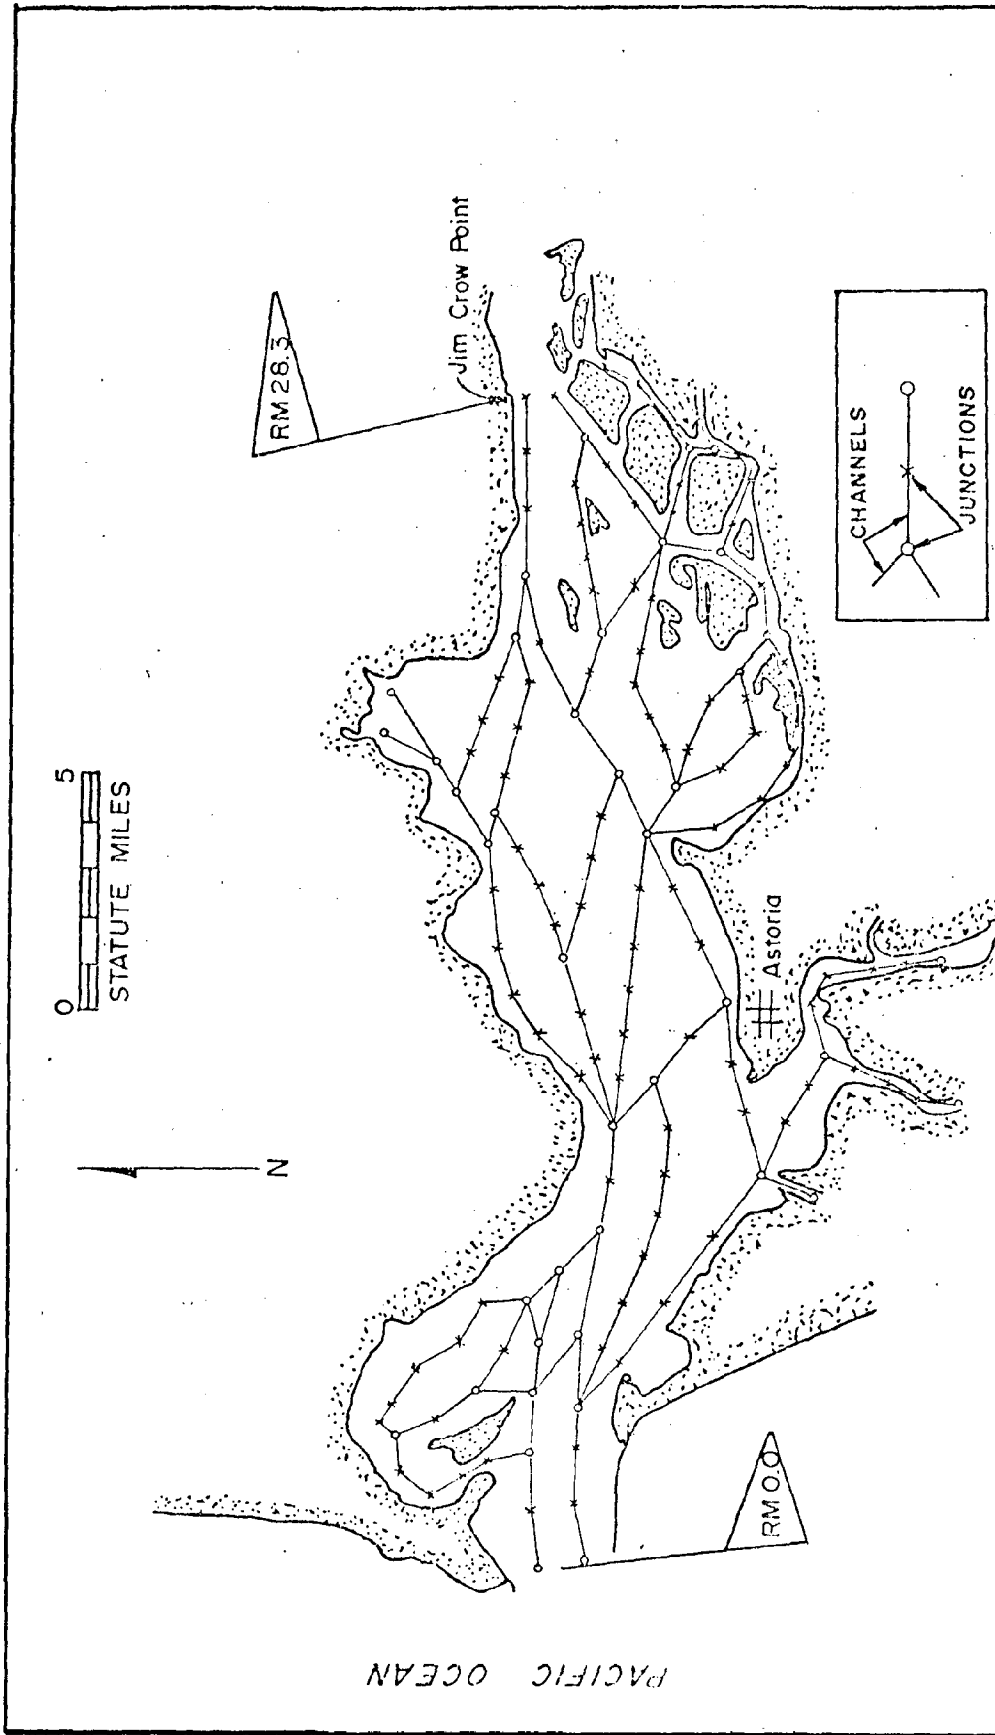 0 5
STATUTE MILES
N
RM 28.3
Jim Crow Point
Astoria
CHANNELS
JUNCTIONS
RM 0.0
PACIFIC OCEAN